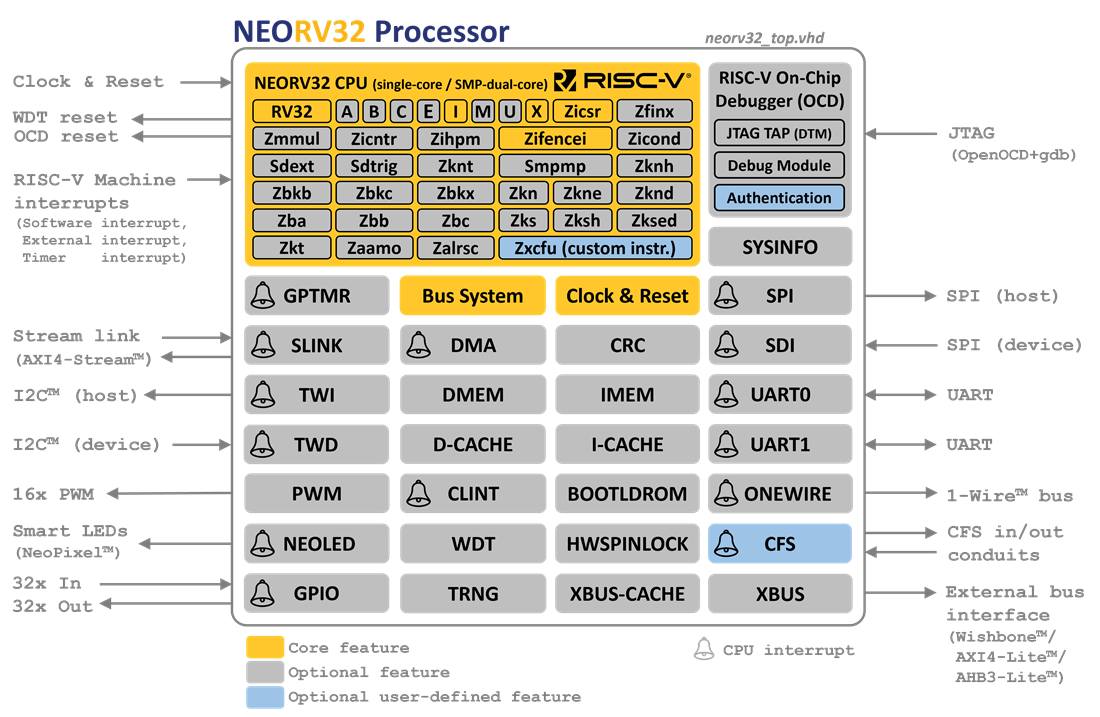 NEORV32 Processor
neorv32_top.vhd
Clock & Reset
WDT reset
OCD reset
RISC-V Machine
interrupts
(Software interrupt,
External interrupt,
Timer interrupt)
Stream link
(AXI4-Stream™)
I2C™ (host)
I2C™ (device)
16x PWM
Smart LEDs
(NeoPixel™)
32x In
32x Out
NEORV32 CPU (single-core / SMP-dual-core) RISC-V®
RV32 A B C E I M U X Zicsr Zfinx
Zmmul Zicntr Zihpm Zifencei Zicond
Sdext Sdtrig Zknt Smpmp Zknh
Zbkb Zbkc Zbkx Zkn Zkne Zknd
Zba Zbb Zbc Zks Zksh Zksed
Zkt Zaamo Zalrsc Zxcfu (custom instr.)
RISC-V On-Chip
Debugger (OCD)
JTAG TAP (DTM)
Debug Module
Authentication
SYSINFO
GPTMR Bus System Clock & Reset SPI
SLINK DMA CRC SDI
TWI DMEM IMEM UART0
TWD D-CACHE I-CACHE UART1
PWM CLINT BOOTLDROM ONEWIRE
NEOLED WDT HWSPINLOCK CFS
GPIO TRNG XBUS-CACHE XBUS
JTAG
(OpenOCD+gdb)
SPI (host)
SPI (device)
UART
UART
1-Wire™ bus
CFS in/out
conduits
External bus
interface
(Wishbone™/
AXI4-Lite™/
AHB3-Lite™)
Core feature
Optional feature
Optional user-defined feature
CPU interrupt